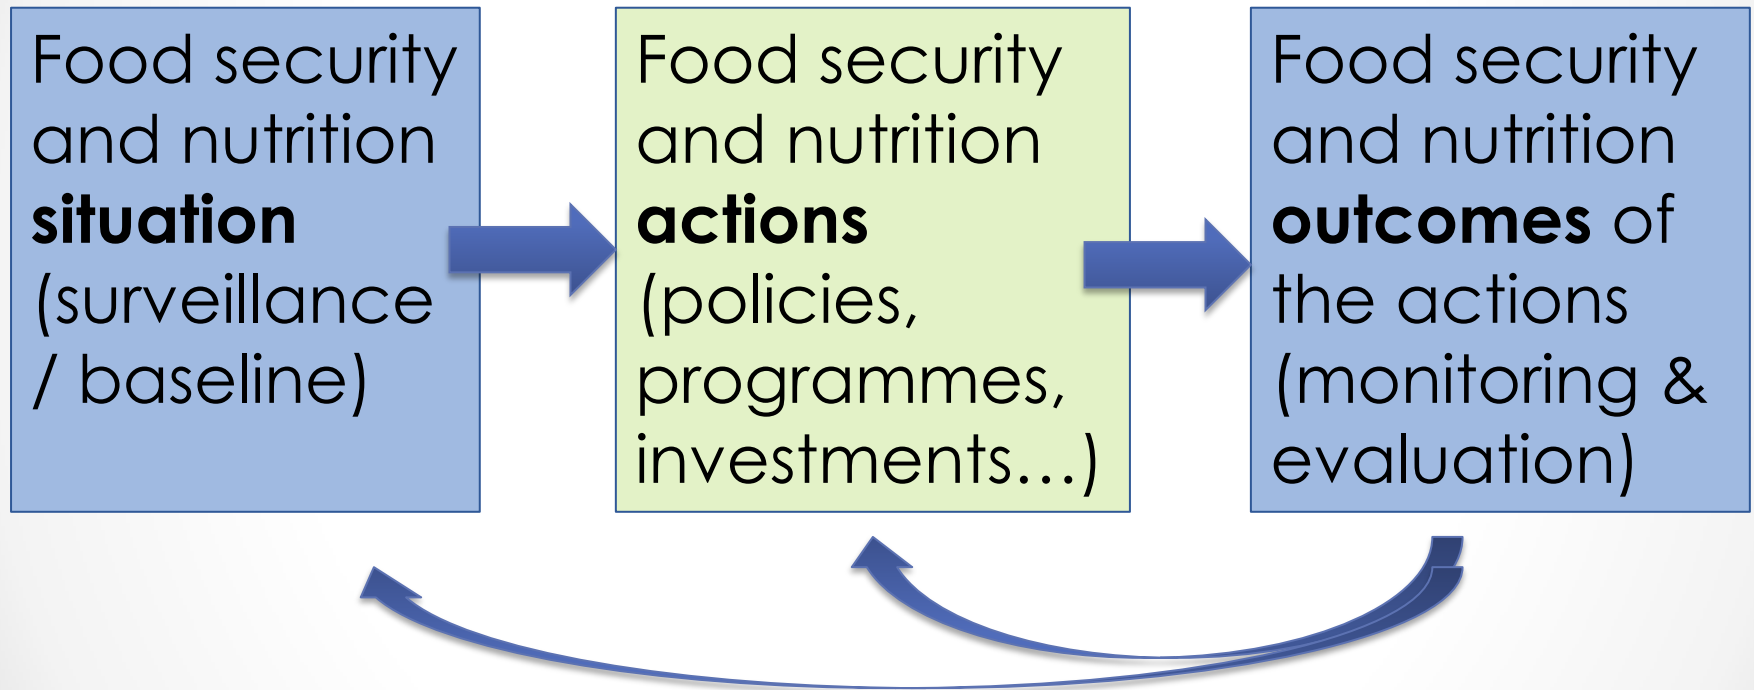 Food security
and nutrition
situation
(surveillance
/ baseline)
Food security
and nutrition
actions
(policies,
programmes,
investments…)
Food security
and nutrition
outcomes of
the actions
(monitoring &
evaluation)